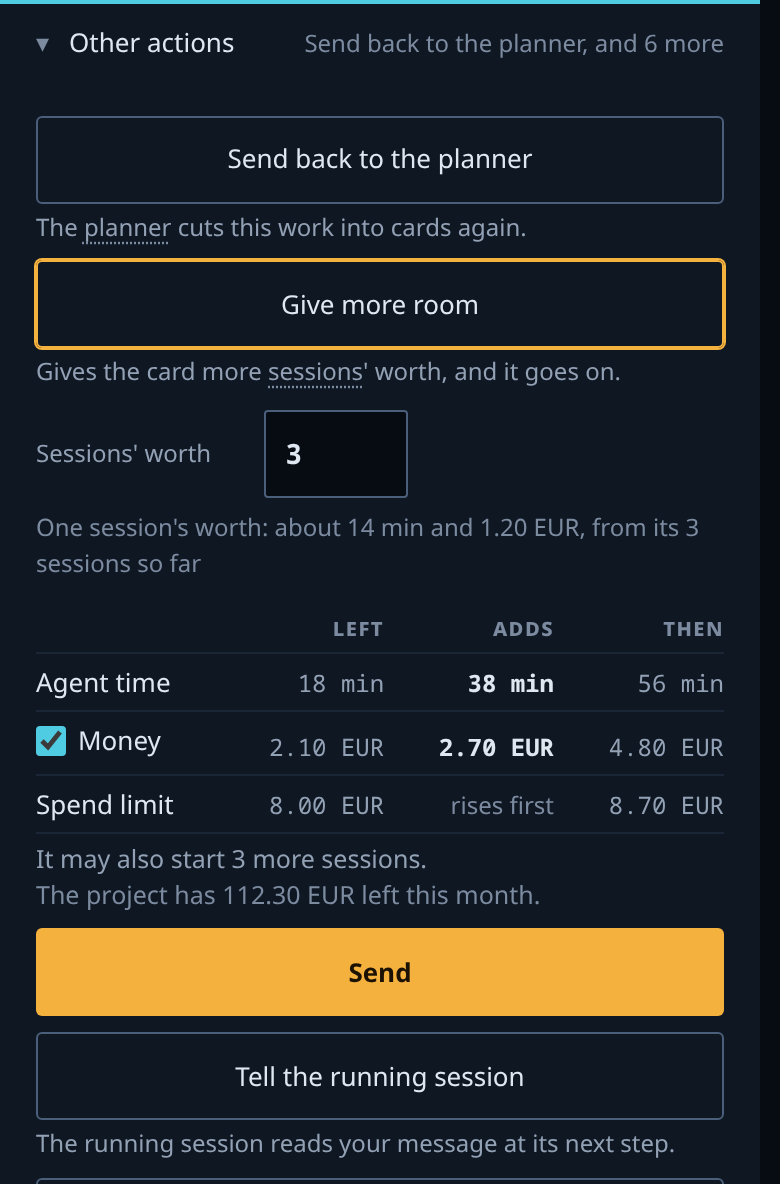 ▼ Other actions Send back to the planner, and 6 more
Send back to the planner
The planner cuts this work into cards again.
Give more room
Gives the card more sessions' worth, and it goes on.
Sessions' worth 3
One session's worth: about 14 min and 1.20 EUR, from its 3
sessions so far
LEFT ADDS THEN
Agent time 18 min 38 min 56 min
Money 2.10 EUR 2.70 EUR 4.80 EUR
Spend limit 8.00 EUR rises first 8.70 EUR
It may also start 3 more sessions.
The project has 112.30 EUR left this month.
Send
Tell the running session
The running session reads your message at its next step.